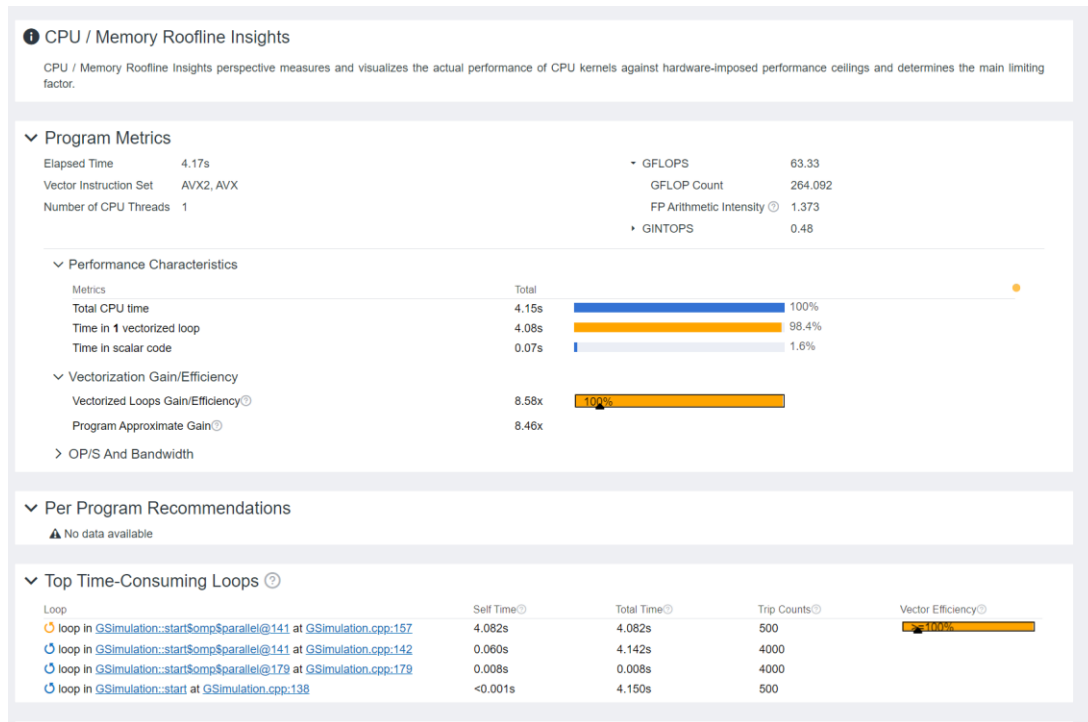 CPU / Memory Roofline Insights
CPU / Memory Roofline Insights perspective measures and visualizes the actual performance of CPU kernels against hardware-imposed performance ceilings and determines the main limiting
factor.
Program Metrics
Elapsed Time 4.17s
Vector Instruction Set AVX2, AVX
Number of CPU Threads 1
GFLOPS 63.33
GFLOP Count 264.092
FP Arithmetic Intensity 1.373
GINTOPS 0.48
Performance Characteristics
Metrics Total
Total CPU time 4.15s 100%
Time in 1 vectorized loop 4.08s 98.4%
Time in scalar code 0.07s 1.6%
Vectorization Gain/Efficiency
Vectorized Loops Gain/Efficiency 8.58x 100%
Program Approximate Gain 8.46x
OP/S And Bandwidth
Per Program Recommendations
No data available
Top Time-Consuming Loops
Loop Self Time Total Time Trip Counts Vector Efficiency
loop in GSimulation::start$omp$parallel@141 at GSimulation.cpp:157 4.082s 4.082s 500 >=100%
loop in GSimulation::start$omp$parallel@141 at GSimulation.cpp:142 0.060s 4.142s 4000
loop in GSimulation::start$omp$parallel@179 at GSimulation.cpp:179 0.008s 0.008s 4000
loop in GSimulation::start at GSimulation.cpp:138 <0.001s 4.150s 500